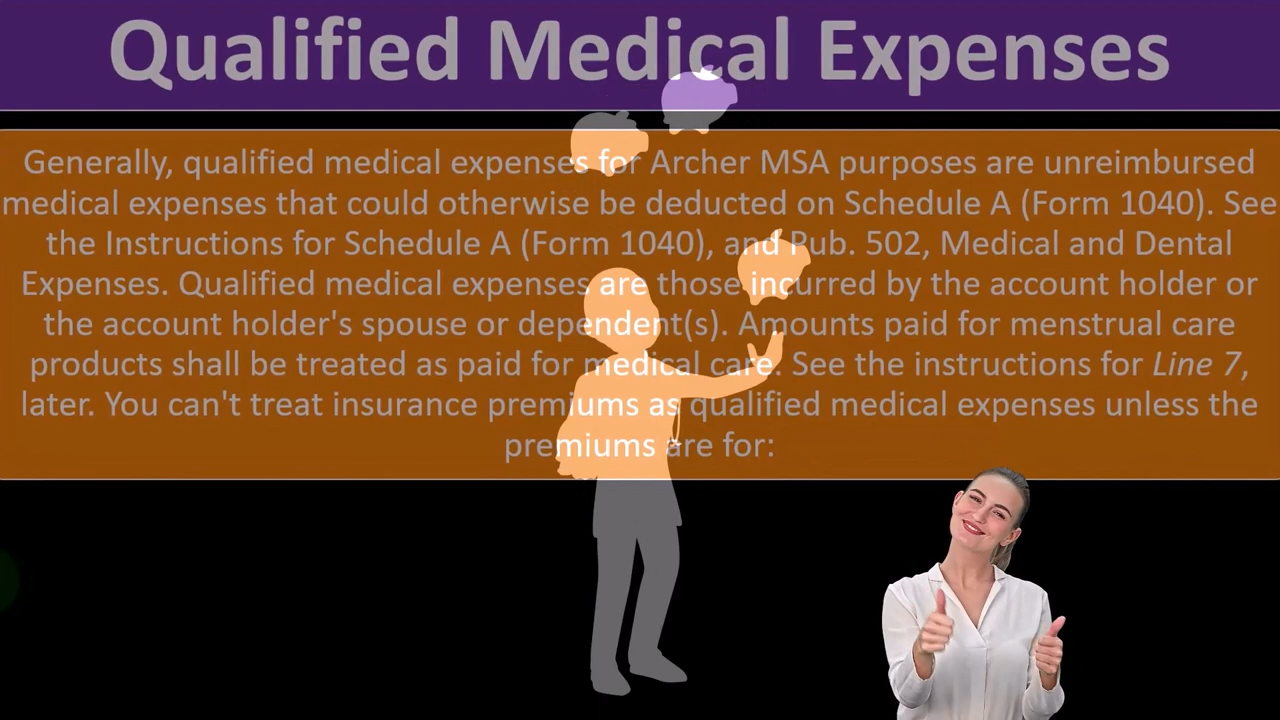 Qualified Medical Expenses
Generally, qualified medical expenses for Archer MSA purposes are unreimbursed
medical expenses that could otherwise be deducted on Schedule A (Form 1040). See
the Instructions for Schedule A (Form 1040), and Pub. 502, Medical and Dental
Expenses. Qualified medical expenses are those incurred by the account holder or
the account holder's spouse or dependent(s). Amounts paid for menstrual care
products shall be treated as paid for medical care. See the instructions for Line 7,
later. You can't treat insurance premiums as qualified medical expenses unless the
premiums are for: